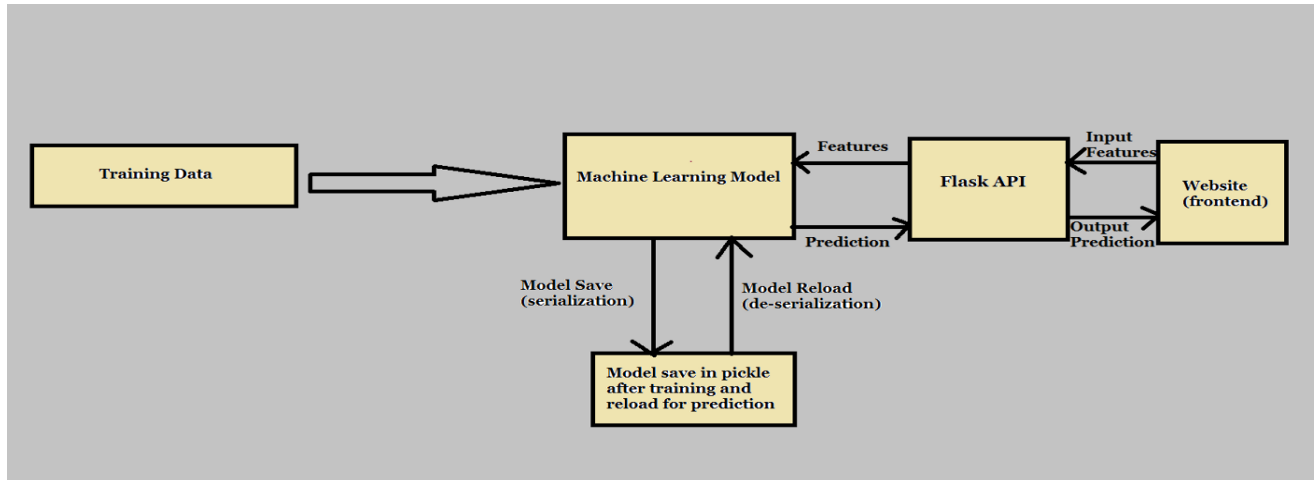 Training Data
Machine Learning Model
Features
Prediction
Flask API
Input
Features
Output
Prediction
Website
(frontend)
Model Save
(serialization)
Model Reload
(de-serialization)
Model save in pickle
after training and
reload for prediction